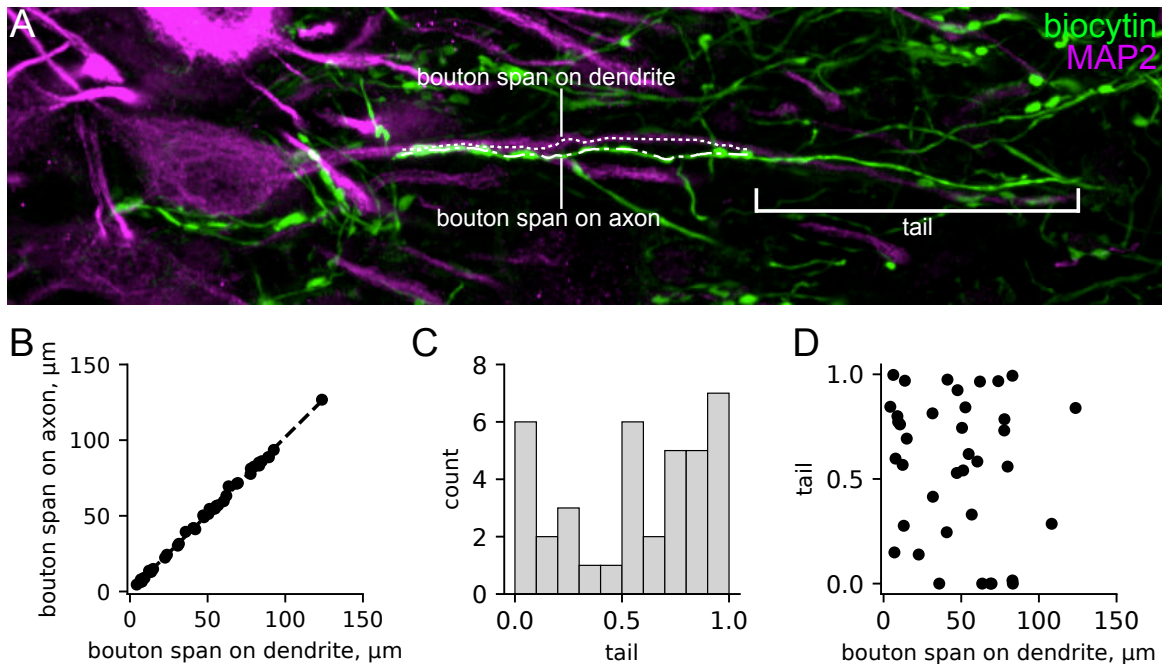 A
biocytin
MAP2
bouton span on dendrite
bouton span on axon
tail
B
bouton span on axon, µm
150
100
50
0
0 50 100 150
bouton span on dendrite, µm
C
count
8
6
4
2
0
0.0 0.5 1.0
tail
D
tail
1.0
0.5
0.0
0 50 100 150
bouton span on dendrite, µm